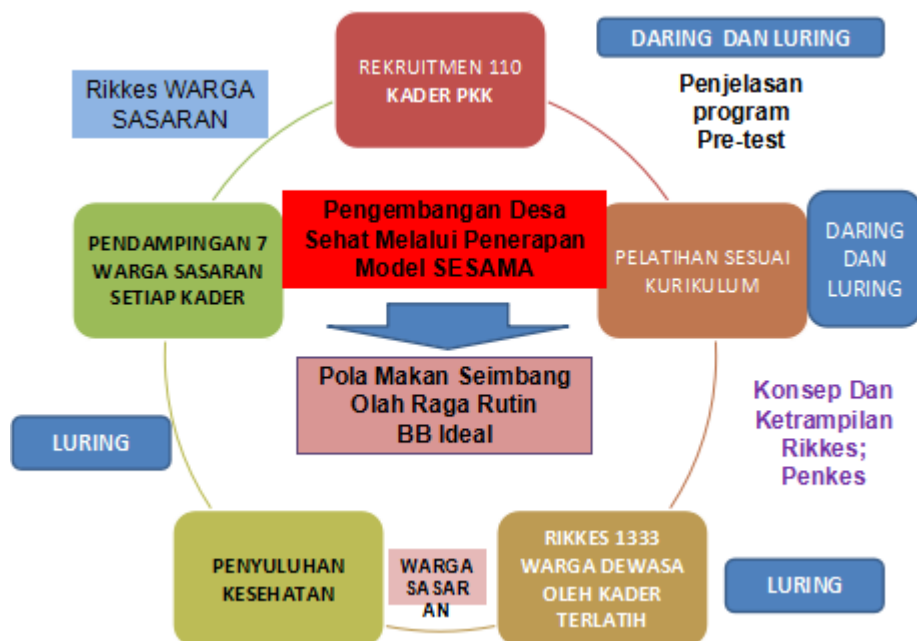 REKRUITMEN 110
KADER PKK
DARING DAN LURING
Penjelasan
program
Pre-test
Rikkes WARGA
SASARAN
Pengembangan Desa
Sehat Melalui Penerapan
Model SESAMA
PELATIHAN SESUAI
KURIKULUM
DARING
DAN
LURING
PENDAMPINGAN 7
WARGA SASARAN
SETIAP KADER
Pola Makan Seimbang
Olah Raga Rutin
BB Ideal
Konsep Dan
Ketrampilan
Rikkes;
Penkes
LURING
PENYULUHAN
KESEHATAN
WARGA
SASAR
AN
RIKKES 1333
WARGA DEWASA
OLEH KADER
TERLATIH
LURING